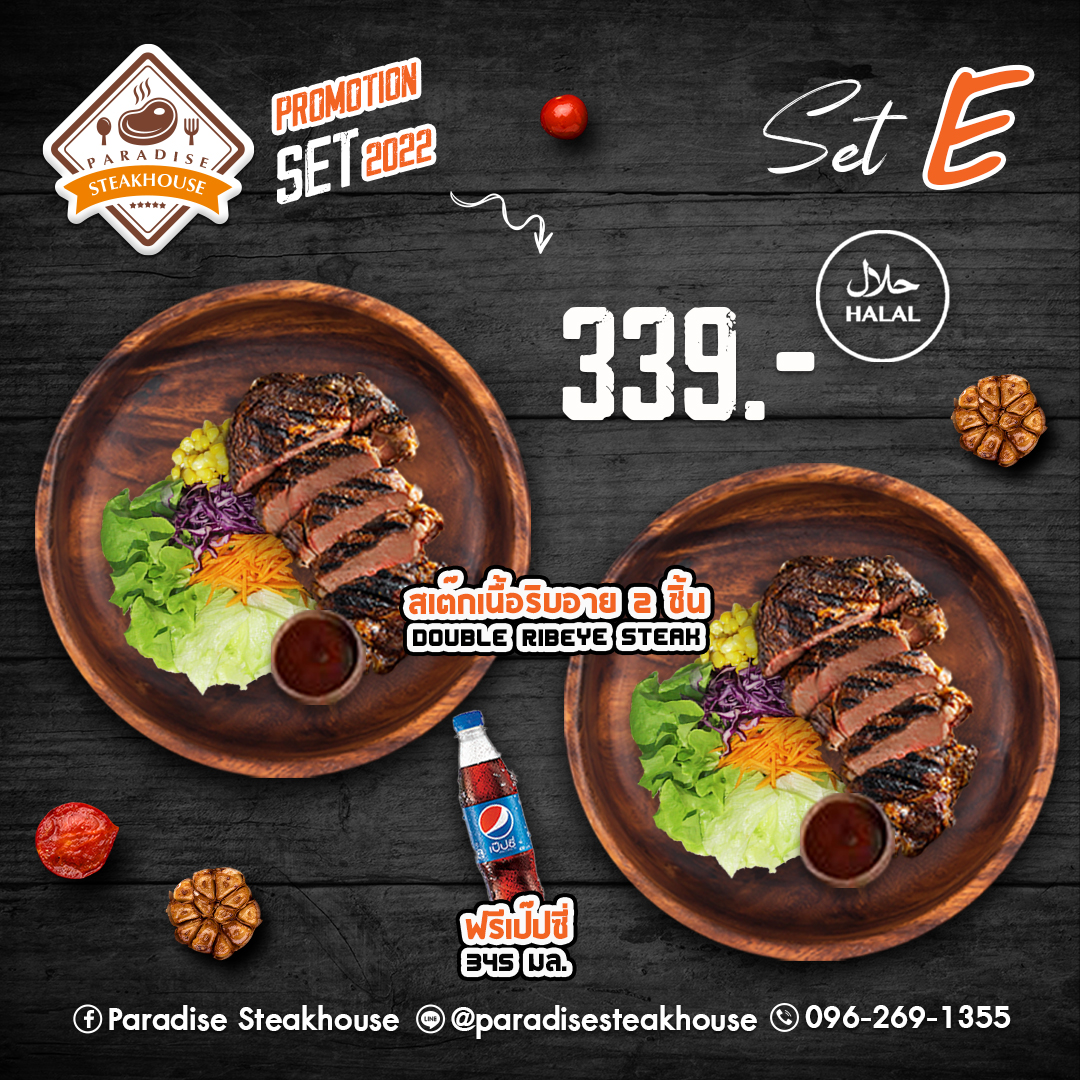 PARADISE
STEAKHOUSE
PROMOTION
SET 2022
Set E
339.-
حلال
HALAL
สเต๊กเนื้อริบอาย 2 ชิ้น
DOUBLE RIBEYE STEAK
เป๊ปซี่
ฟรีเป๊ปซี่
345 มล.
Paradise Steakhouse
LINE @paradisesteakhouse
096-269-1355